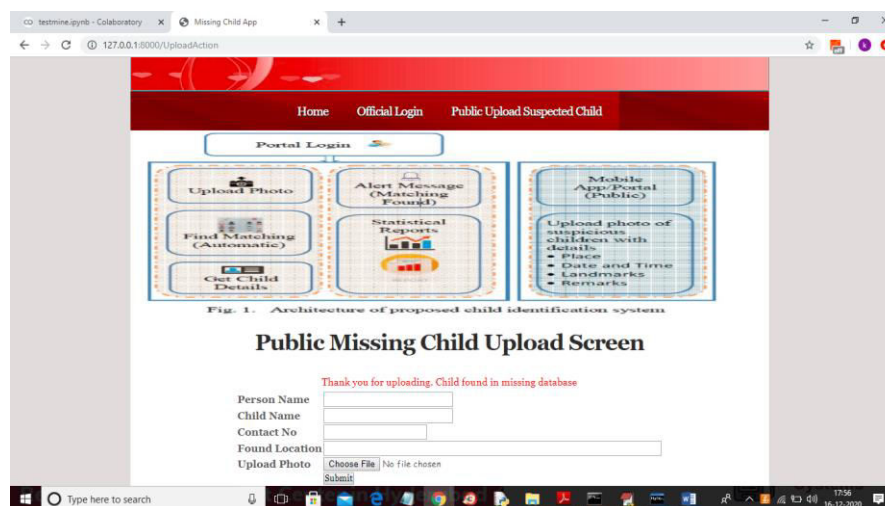 testmine.ipynb - Colaboratory
Missing Child App
127.0.0.1:8000/UploadAction
Home Official Login Public Upload Suspected Child
Portal Login
Upload Photo
Find Matching
(Automatic)
Get Child
Details
Alert Message
(Matching
Found)
Statistical
Reports
Mobile
App/Portal
(Public)
Upload photo of
suspicious
children with
details
• Place
• Date and Time
• Landmarks
• Remarks
Fig. 1. Architecture of proposed child identification system
Public Missing Child Upload Screen
Thank you for uploading. Child found in missing database
Person Name
Child Name
Contact No
Found Location
Upload Photo Choose File No file chosen
Submit
Type here to search
17:56
16-12-2020